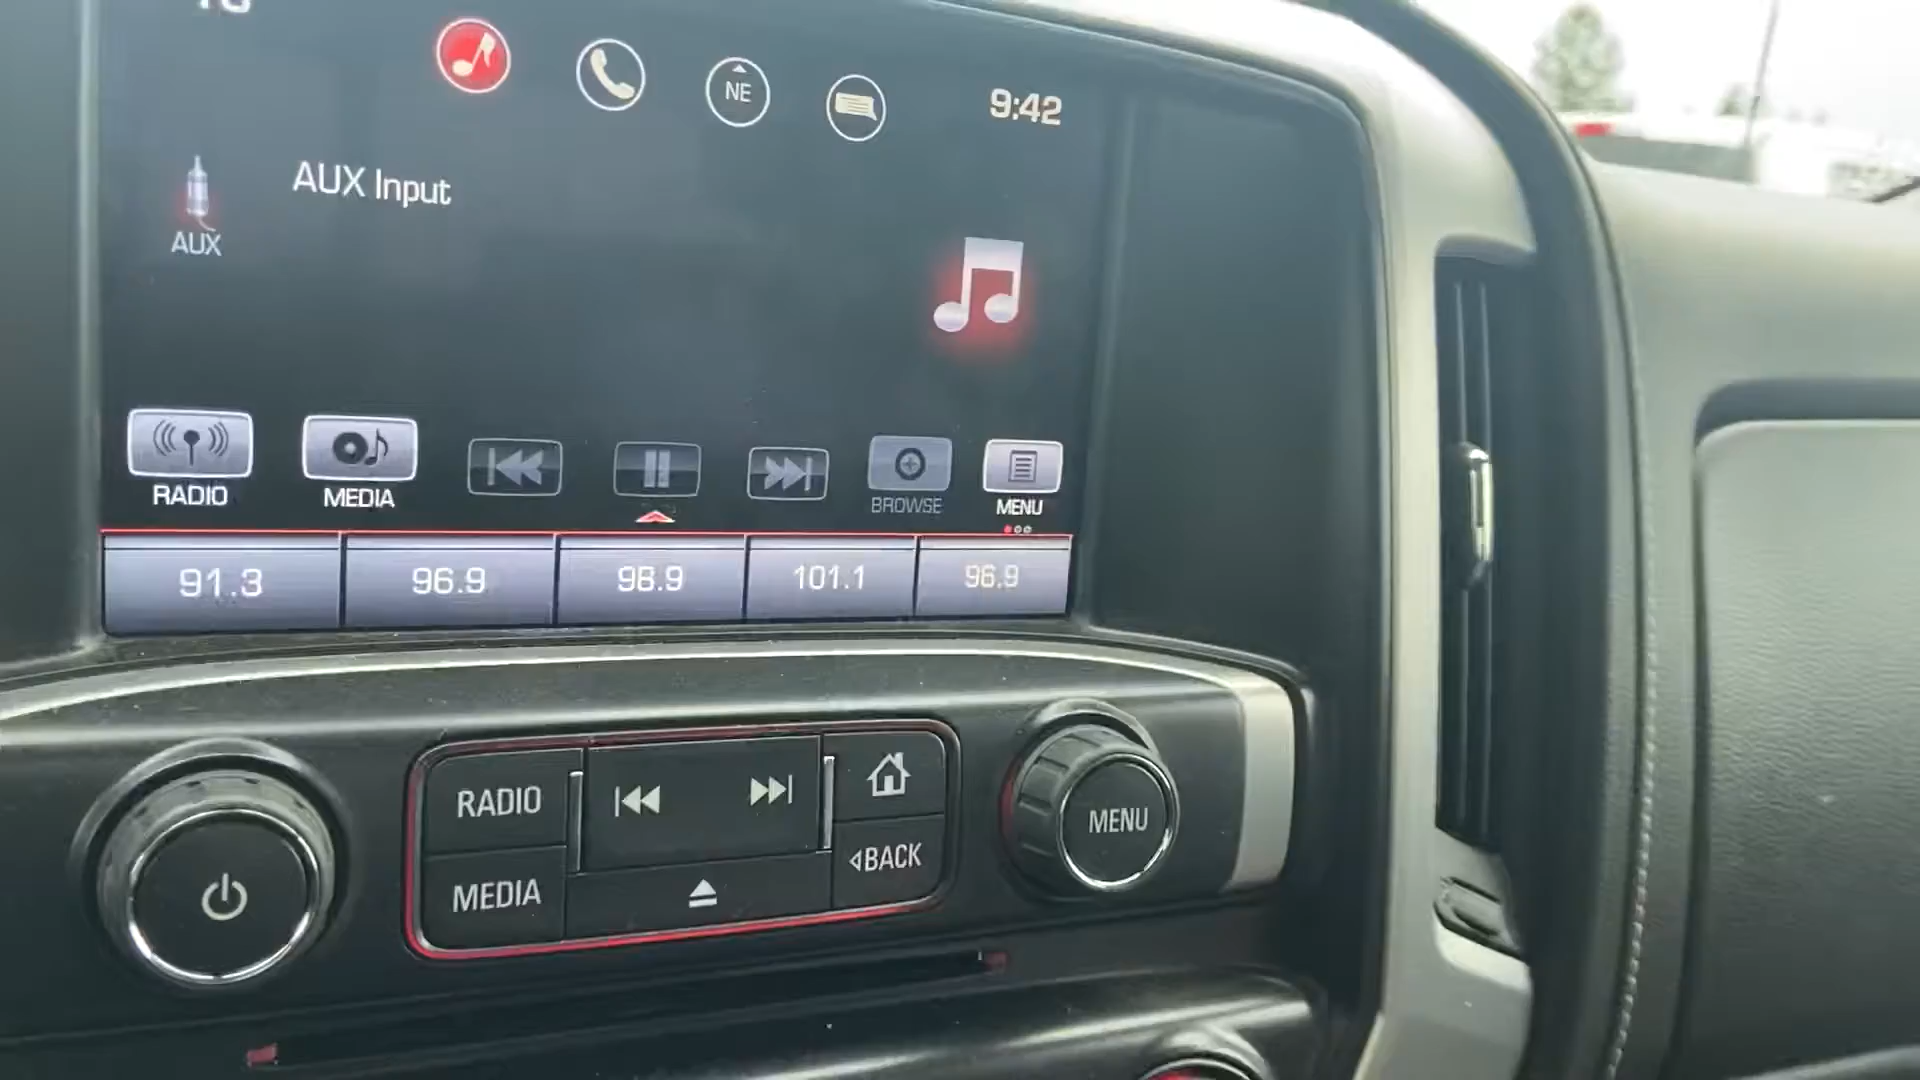 NE
9:42
AUX Input
AUX
RADIO
MEDIA
BROWSE
MENU
91.3
96.9
98.9
101.1
96.9
RADIO
MEDIA
BACK
MENU